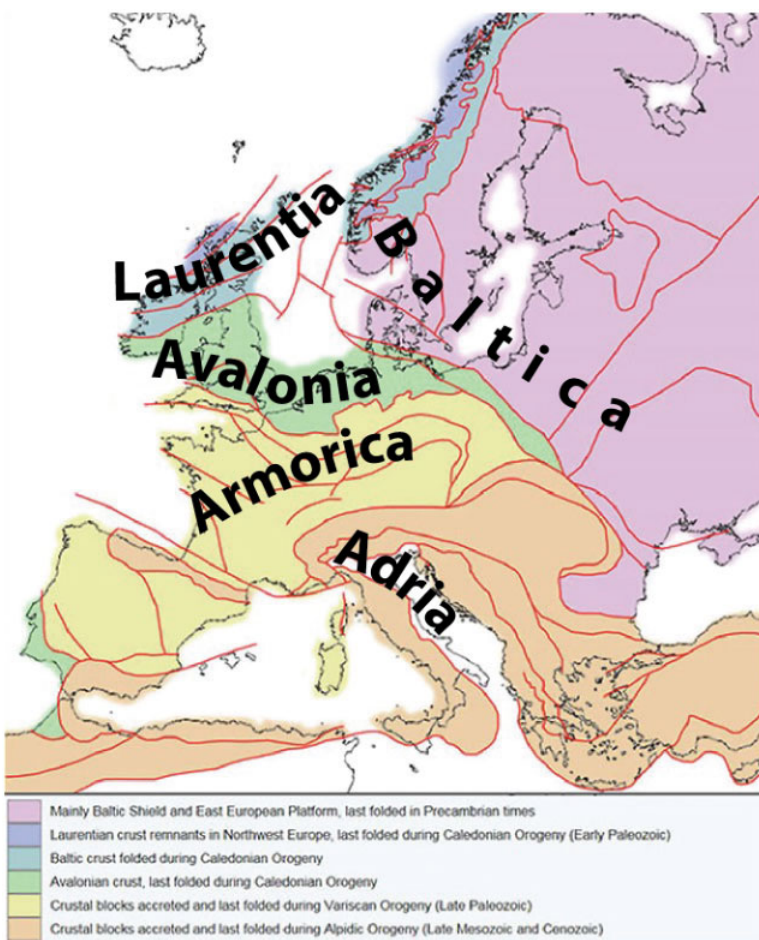 Laurentia
Baltica
Avalonia
Armorica
Adria
Mainly Baltic Shield and East European Platform, last folded in Precambrian times
Laurentian crust remnants in Northwest Europe, last folded during Caledonian Orogeny (Early Paleozoic)
Baltic crust folded during Caledonian Orogeny
Avalonian crust, last folded during Caledonian Orogeny
Crustal blocks accreted and last folded during Variscan Orogeny (Late Paleozoic)
Crustal blocks accreted and last folded during Alpidic Orogeny (Late Mesozoic and Cenozoic)